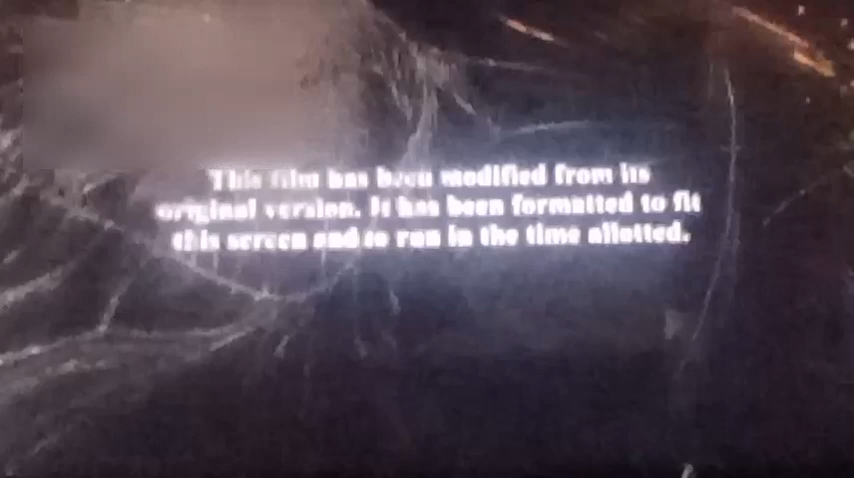 This film has been modified from its
original version. It has been formatted to fit
this screen and to run in the time allotted.